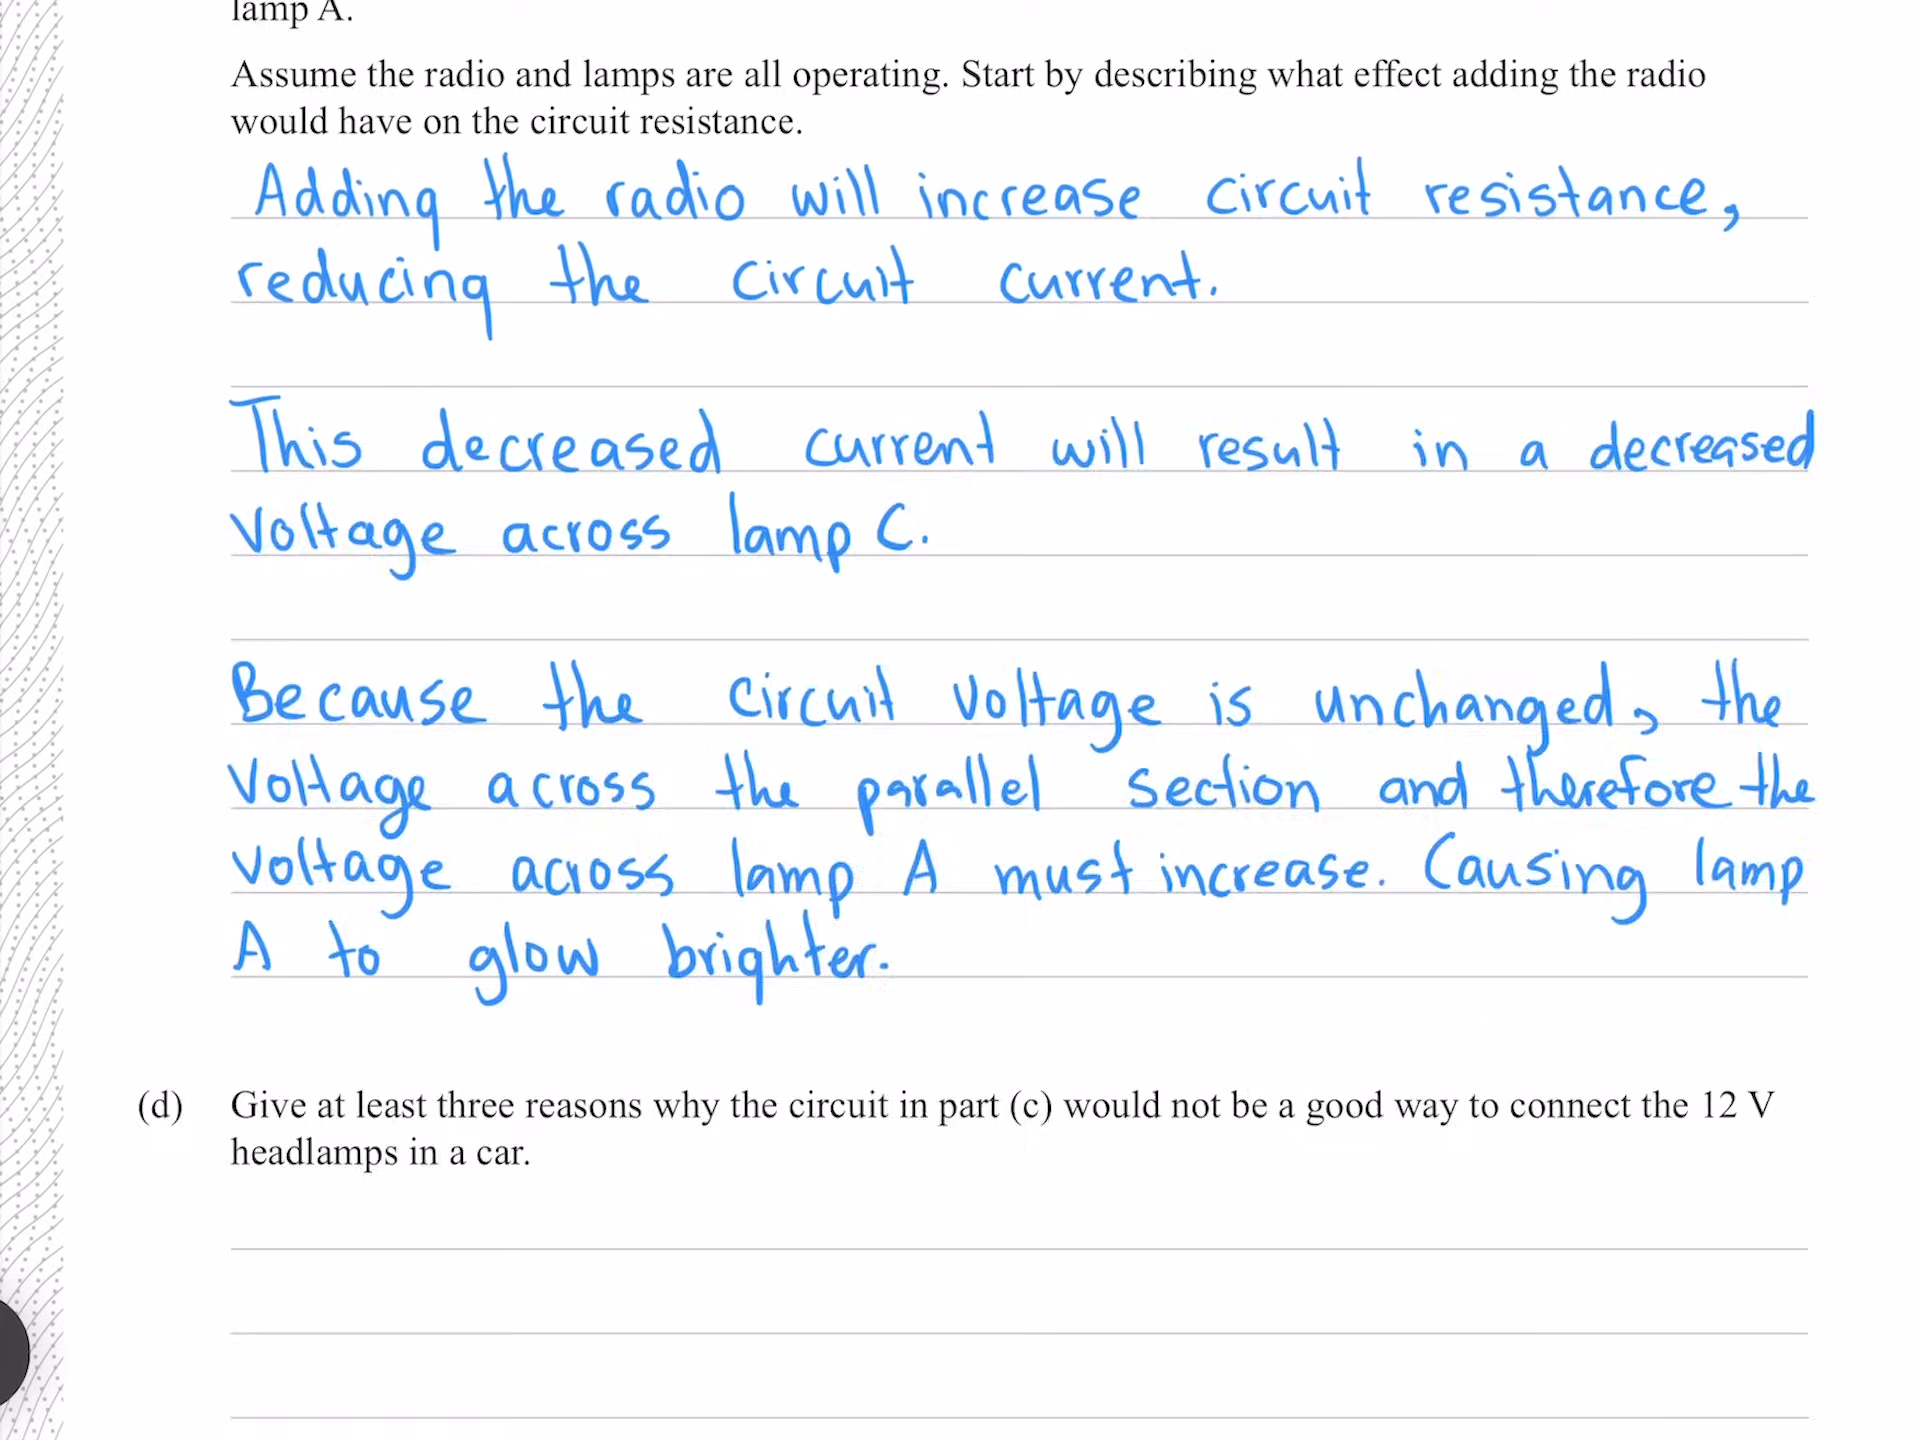 lamp A.
Assume the radio and lamps are all operating. Start by describing what effect adding the radio
would have on the circuit resistance.
Adding the radio will increase circuit resistance,
reducing the circuit current.
This decreased current will result in a decreased
voltage across lamp C.
Because the circuit voltage is unchanged, the
voltage across the parallel section and therefore the
voltage across lamp A must increase. Causing lamp
A to glow brighter.
(d) Give at least three reasons why the circuit in part (c) would not be a good way to connect the 12 V
headlamps in a car.